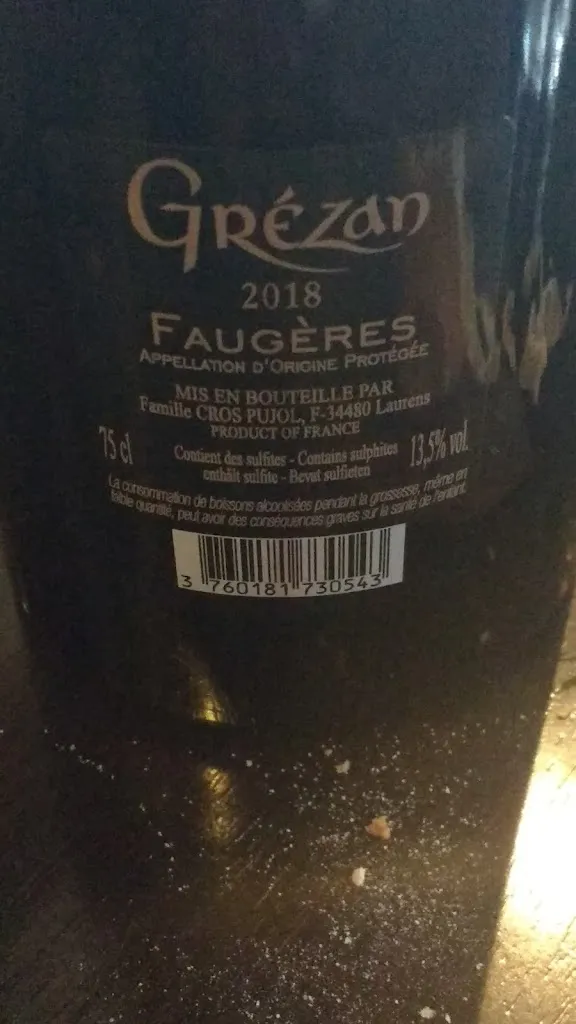 Grézan
2018
FAUGÈRES
APPELLATION D'ORIGINE PROTÉGÉE
MIS EN BOUTEILLE PAR
Famille CROS PUJOL, F-34480 Laurens
PRODUCT OF FRANCE
75 cl
Contient des sulfites - Contains sulphites
enthält sulfite - Bevat sulfieten
13,5% vol.
La consommation de boissons alcoolisées pendant la grossesse, même en
faible quantité, peut avoir des conséquences graves sur la santé de l'enfant.
3 760181 730543